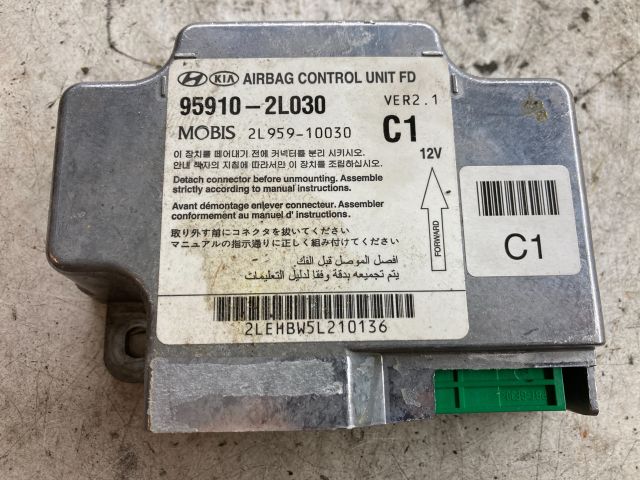 HYUNDAI KIA AIRBAG CONTROL UNIT FD
95910-2L030 VER2.1
MOBIS 2L959-10030 C1
이 장치를 떼어내기 전에 커넥터를 분리 시키시오. 12V
안내 책자의 지침에 따라서만 이 장치를 조립하십시오.
Detach connector before unmounting. Assemble
strictly according to manual instructions.
Avant démontage enlever connecteur. Assembler
conformement au manuel d' instructions.
FORWARD
取り外す前にコネクタを抜いてください
マニュアルの指示通りに正しく組み付けてください
افصل الموصل قبل الفك
يتم تجميعه بدقة وفقا لدليل التعليمات
2LEHBW5L210136
C1